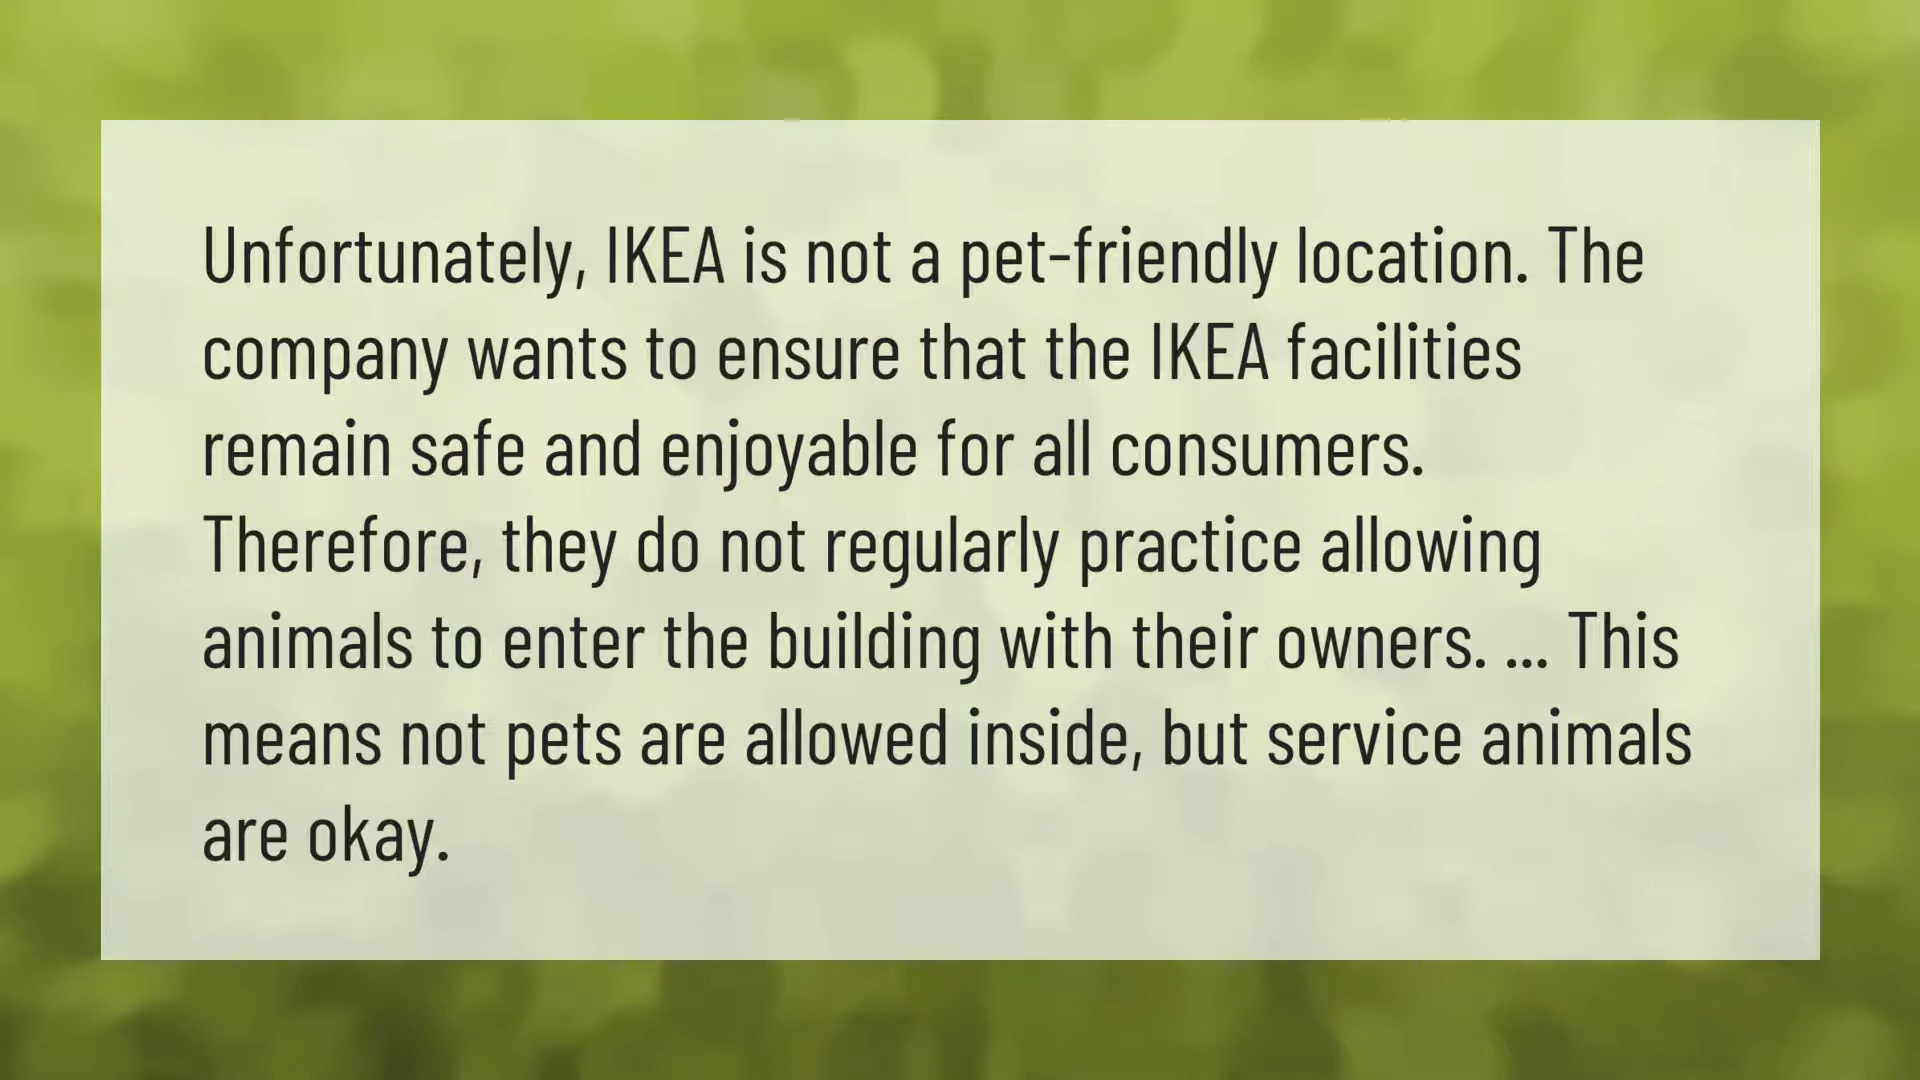 Unfortunately, IKEA is not a pet-friendly location. The
company wants to ensure that the IKEA facilities
remain safe and enjoyable for all consumers.
Therefore, they do not regularly practice allowing
animals to enter the building with their owners. ... This
means not pets are allowed inside, but service animals
are okay.